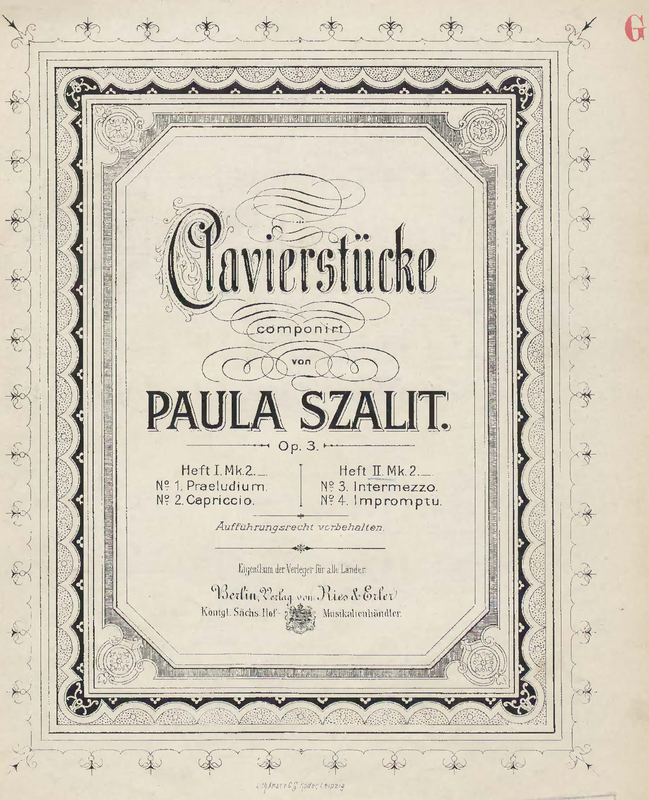 G
Clavierstücke
componirt
von
PAULA SZALIT.
Op. 3.
Heft I. Mk. 2._
Nº 1. Praeludium.
Nº 2. Capriccio.
Heft II. Mk. 2._
Nº 3. Intermezzo.
Nº 4. Impromptu.
Aufführungsrecht vorbehalten.
Eigenthum der Verleger für alle Länder.
Berlin, Verlag von Ries & Erler
Königl. Sächs. Hof- Musikalienhändler.